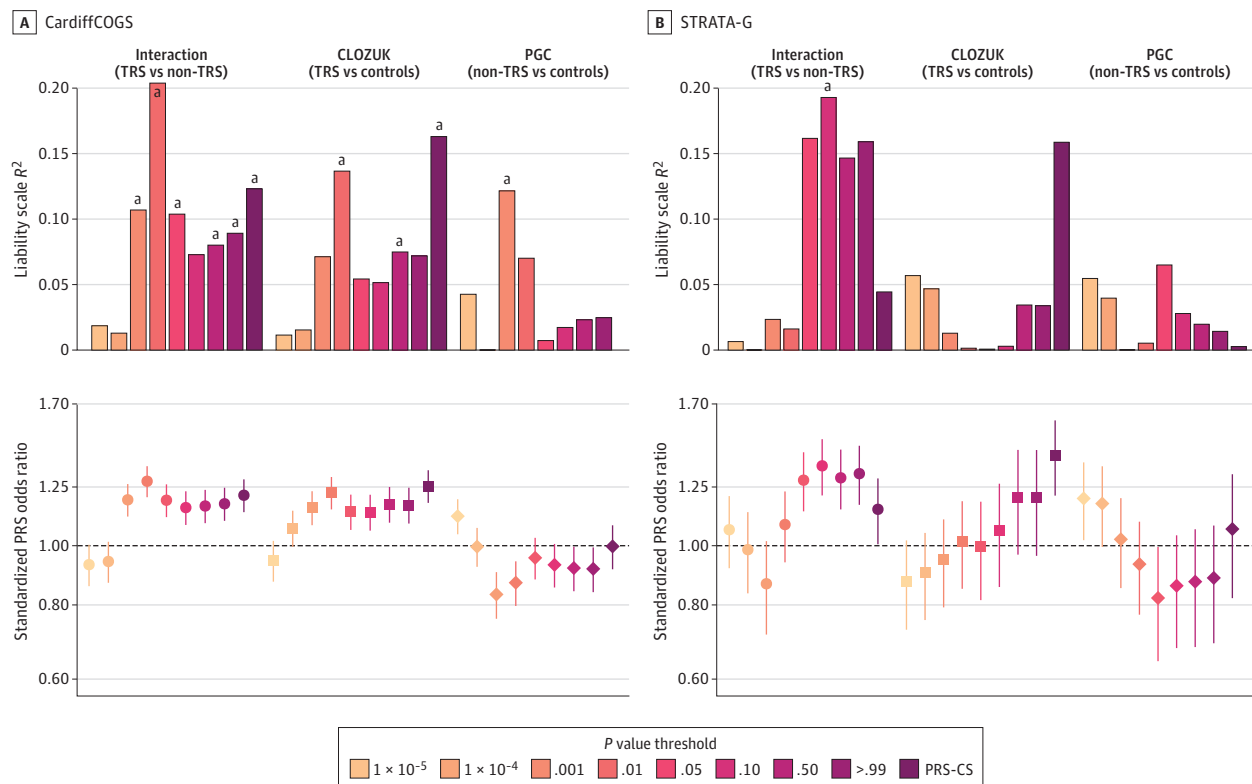 A CardiffCOGS
Interaction
(TRS vs non-TRS)
CLOZUK
(TRS vs controls)
PGC
(non-TRS vs controls)
Liability scale R²
0.20
0.15
0.10
0.05
0
a
a
a
a
a
a
a
a
a
a
Standardized PRS odds ratio
1.70
1.25
1.00
0.80
0.60
B STRATA-G
Interaction
(TRS vs non-TRS)
CLOZUK
(TRS vs controls)
PGC
(non-TRS vs controls)
Liability scale R²
0.20
0.15
0.10
0.05
0
a
Standardized PRS odds ratio
1.70
1.25
1.00
0.80
0.60
P value threshold
1 × 10⁻⁵ 1 × 10⁻⁴ .001 .01 .05 .10 .50 >.99 PRS-CS